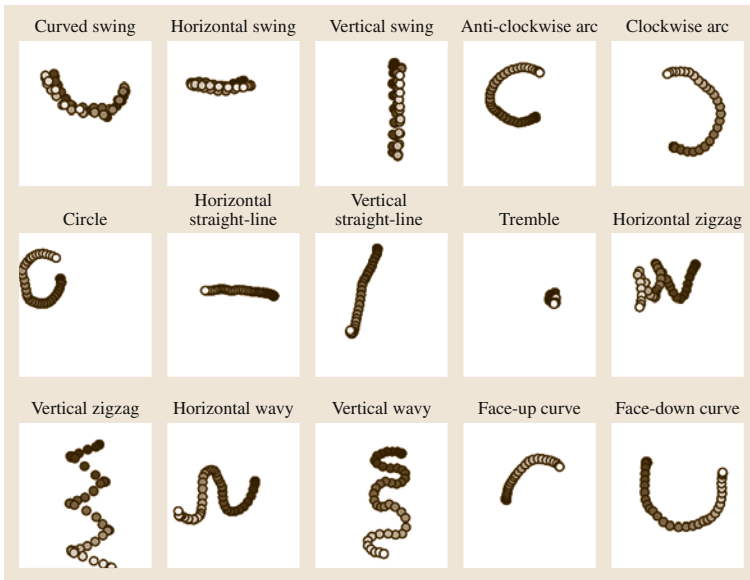 Curved swing
Horizontal swing
Vertical swing
Anti-clockwise arc
Clockwise arc
Circle
Horizontal
straight-line
Vertical
straight-line
Tremble
Horizontal zigzag
Vertical zigzag
Horizontal wavy
Vertical wavy
Face-up curve
Face-down curve